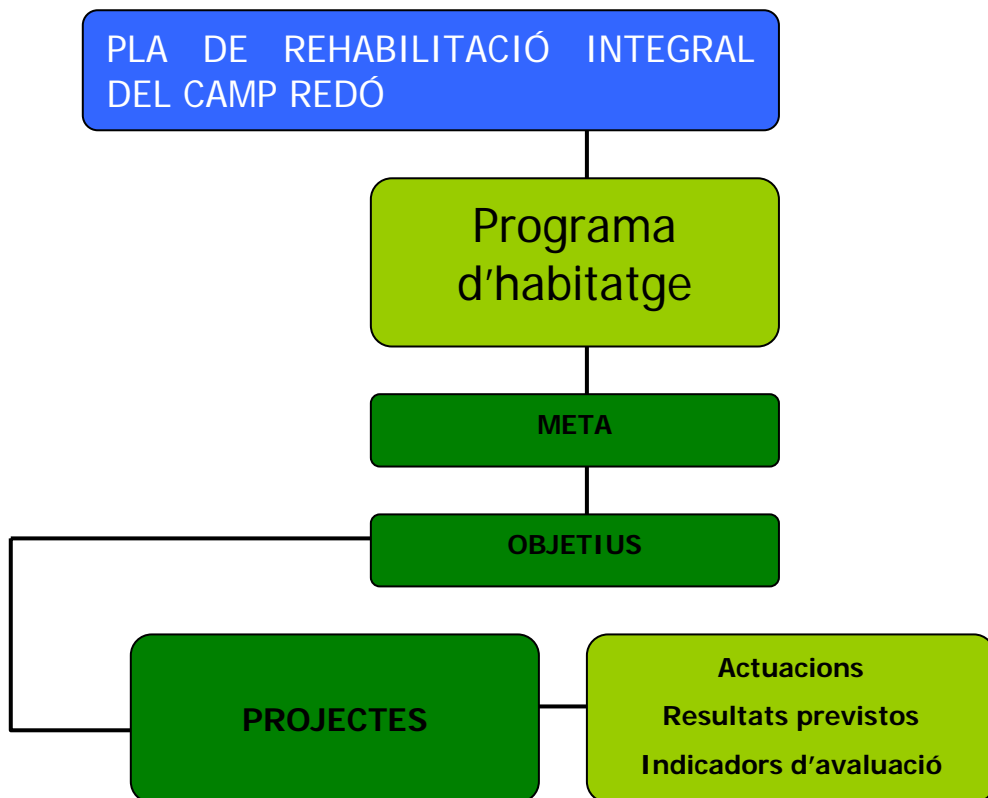 PLA DE REHABILITACIÓ INTEGRAL
DEL CAMP REDÓ
Programa
d'habitatge
META
OBJETIUS
PROJECTES
Actuacions
Resultats previstos
Indicadors d'avaluació